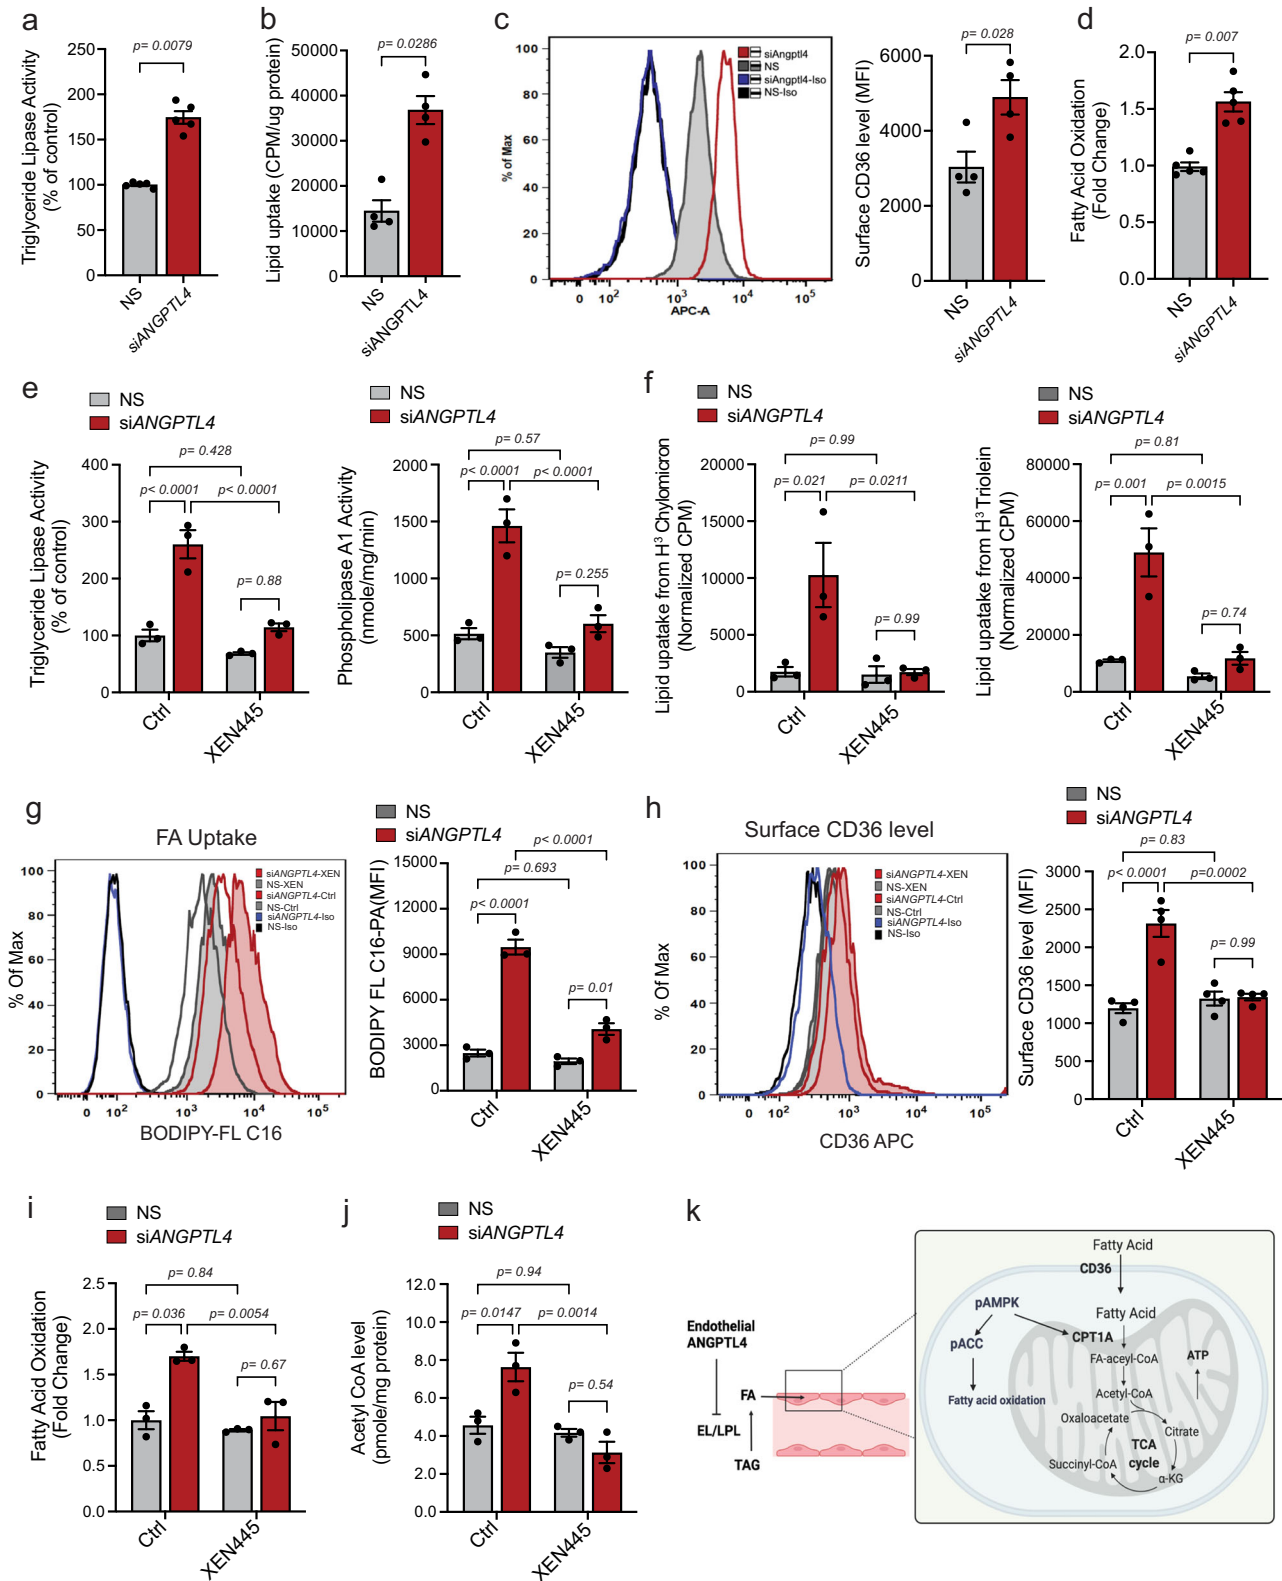 a
Triglyceride Lipase Activity
(% of control)
250
200
150
100
50
0
p= 0.0079
NS
siANGPTL4
b
Lipid uptake (CPM/ug protein)
50000
40000
30000
20000
10000
0
p= 0.0286
NS
siANGPTL4
c
% of Max
100
80
60
40
20
0
0 10² 10³ 10⁴ 10⁵
APC-A
siAngptl4
NS
siAngptl4-Iso
NS-Iso
Surface CD36 level (MFI)
6000
4000
2000
0
p= 0.028
NS
siANGPTL4
d
Fatty Acid Oxidation
(Fold Change)
2.0
1.5
1.0
0.5
0.0
p= 0.007
NS
siANGPTL4
e
NS
siANGPTL4
Triglyceride Lipase Activity
(% of control)
400
300
200
100
0
p= 0.428
p< 0.0001
p< 0.0001
p= 0.88
Ctrl
XEN445
NS
siANGPTL4
Phospholipase A1 Activity
(nmole/mg/min)
2000
1500
1000
500
0
p= 0.57
p< 0.0001
p< 0.0001
p= 0.255
Ctrl
XEN445
f
NS
siANGPTL4
Lipid upatake from H³ Chylomicron
(Normalized CPM)
20000
15000
10000
5000
0
p= 0.99
p= 0.021
p= 0.0211
p= 0.99
Ctrl
XEN445
NS
siANGPTL4
Lipid upatake from H³ Triolein
(Normalized CPM)
80000
60000
40000
20000
0
p= 0.81
p= 0.001
p= 0.0015
p= 0.74
Ctrl
XEN445
g
FA Uptake
% Of Max
100
80
60
40
20
0
0 10² 10³ 10⁴ 10⁵
BODIPY-FL C16
siANGPTL4-XEN
NS-XEN
siANGPTL4-Ctrl
NS-Ctrl
siANGPTL4-Iso
NS-Iso
NS
siANGPTL4
BODIPY FL C16-PA(MFI)
15000
12000
9000
6000
3000
0
p< 0.0001
p= 0.693
p< 0.0001
p= 0.01
Ctrl
XEN445
h
Surface CD36 level
% Of Max
100
80
60
40
20
0
0 10² 10³ 10⁴ 10⁵
CD36 APC
siANGPTL4-XEN
NS-XEN
siANGPTL4-Ctrl
NS-Ctrl
siANGPTL4-Iso
NS-Iso
NS
siANGPTL4
Surface CD36 level (MFI)
3000
2500
2000
1500
1000
500
0
p= 0.83
p< 0.0001
p=0.0002
p= 0.99
Ctrl
XEN445
i
NS
siANGPTL4
Fatty Acid Oxidation
(Fold Change)
2.5
2.0
1.5
1.0
0.5
0.0
p= 0.84
p= 0.036
p= 0.0054
p= 0.67
Ctrl
XEN445
j
NS
siANGPTL4
Acetyl CoA level
(pmole/mg protein)
12.0
10.0
8.0
6.0
4.0
2.0
0.0
p= 0.94
p= 0.0147
p= 0.0014
p= 0.54
Ctrl
XEN445
k
Endothelial
ANGPTL4
EL/LPL
FA
TAG
Fatty Acid
CD36
Fatty Acid
pAMPK
pACC
CPT1A
Fatty acid oxidation
FA-aceyl-CoA
ATP
Acetyl-CoA
Oxaloacetate
Citrate
TCA
cycle
Succinyl-CoA
α-KG